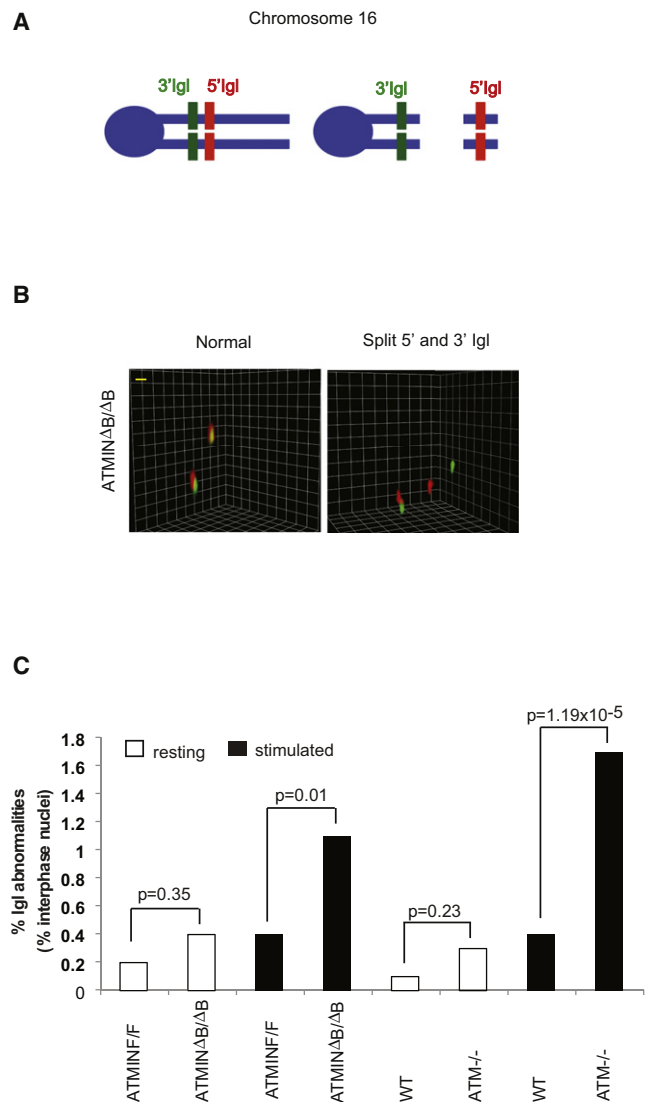 A
Chromosome 16
3'Igl 5'Igl 3'Igl 5'Igl
B
Normal Split 5' and 3' Igl
ATMINΔB/ΔB
C
% Igl abnormalities
(% interphase nuclei)
1.8
1.6
1.4
1.2
1
0.8
0.6
0.4
0.2
0
resting stimulated
p=0.35
p=0.01
p=0.23
p=1.19x10-5
ATMINF/F
ATMINΔB/ΔB
ATMINF/F
ATMINΔB/ΔB
WT
ATM-/-
WT
ATM-/-